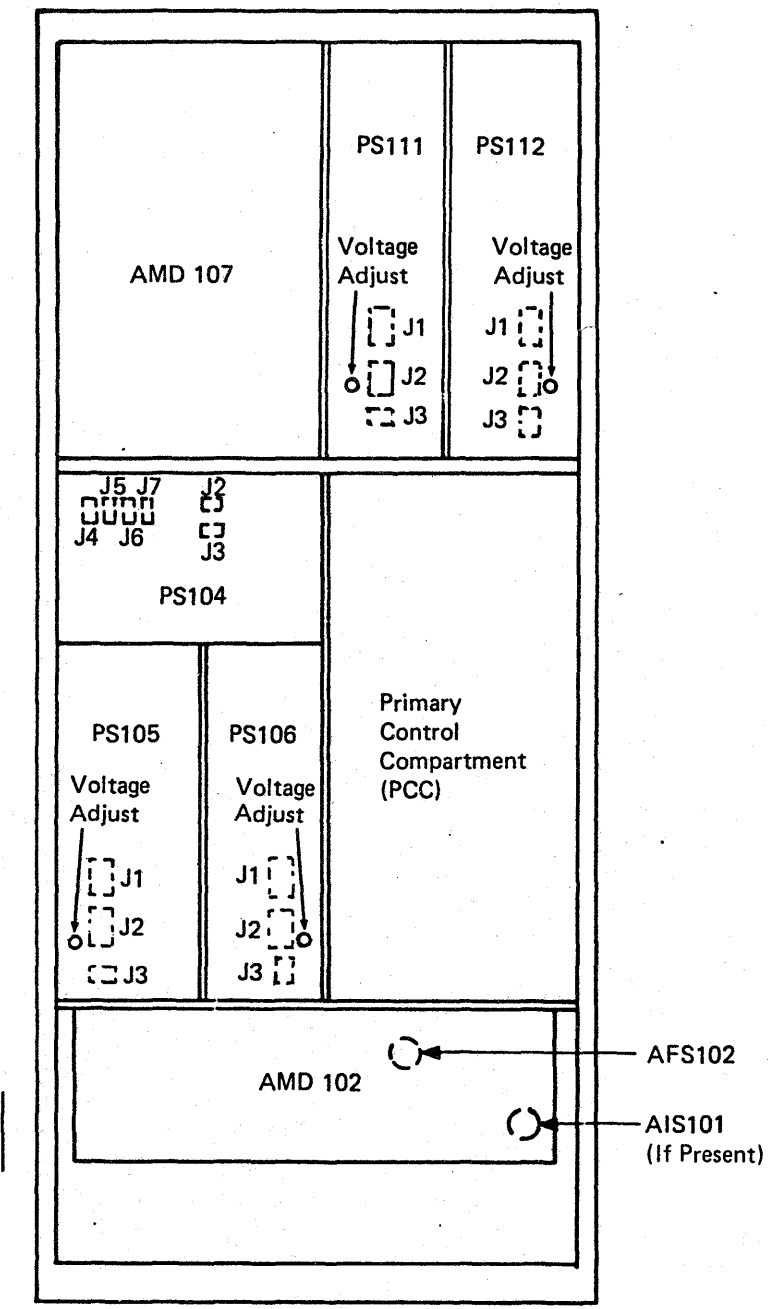 PS111
PS112
AMD 107
Voltage
Adjust
Voltage
Adjust
J1
J1
J2
J2
J3
J3
J5 J7
J2
J4 J6
J3
PS104
PS105
PS106
Primary
Control
Compartment
(PCC)
Voltage
Adjust
Voltage
Adjust
J1
J1
J2
J2
J3
J3
AMD 102
AFS102
AIS101
(If Present)